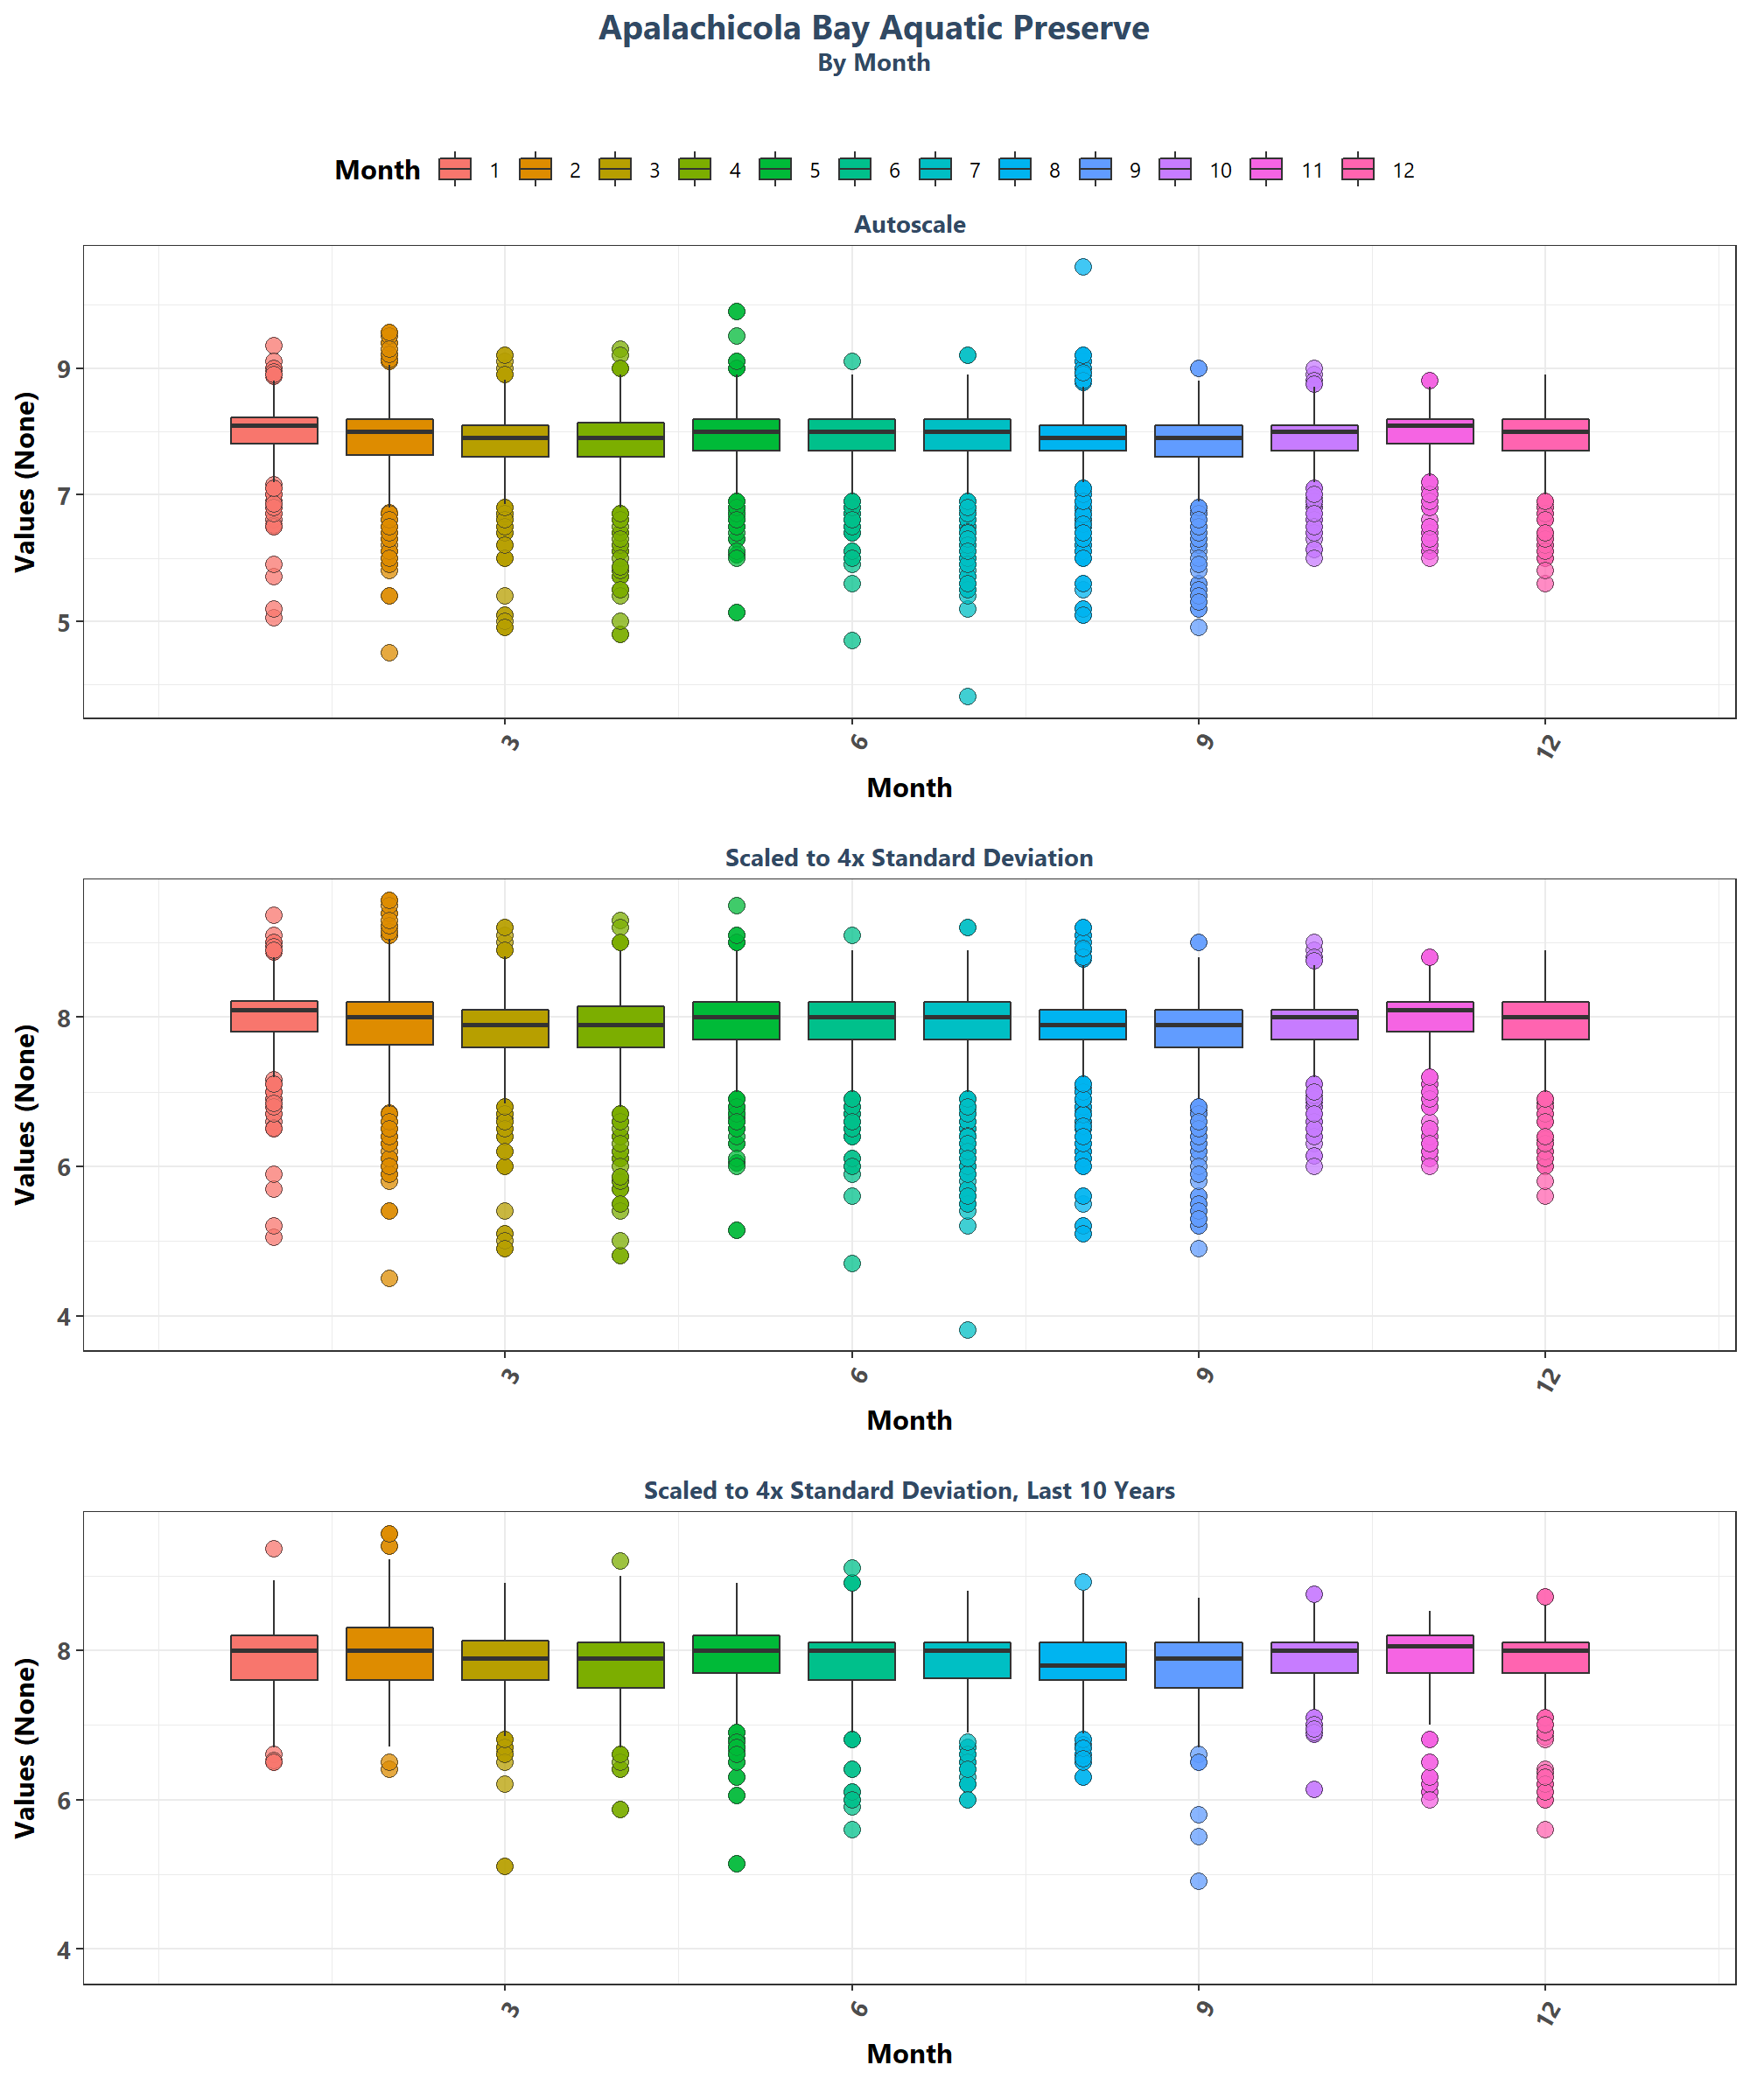 Apalachicola Bay Aquatic Preserve
By Month
Month 1 2 3 4 5 6 7 8 9 10 11 12
Autoscale
Values (None)
9
7
5
3 6 9 12
Month
Scaled to 4x Standard Deviation
Values (None)
8
6
4
3 6 9 12
Month
Scaled to 4x Standard Deviation, Last 10 Years
Values (None)
8
6
4
3 6 9 12
Month